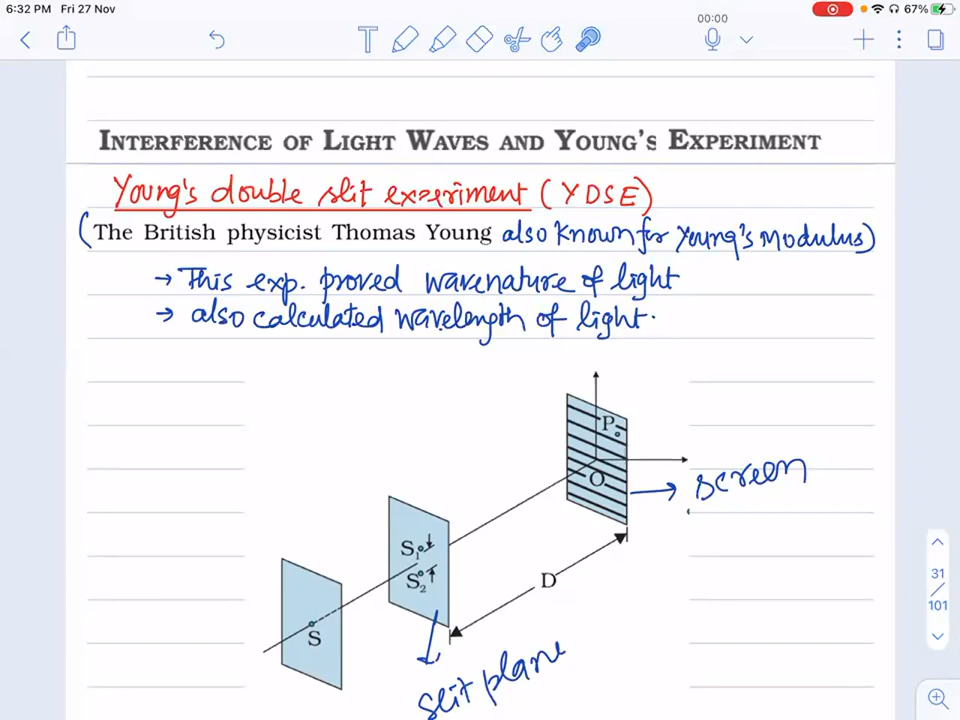 6:32 PM Fri 27 Nov
67%
00:00
INTERFERENCE OF LIGHT WAVES AND YOUNG'S EXPERIMENT
Young's double slit experiment (YDSE)
(The British physicist Thomas Young also known for Young's Modulus)
→ This exp. proved wavenature of light
→ also calculated wavelength of light.
P
O
→ screen
S1
S2
D
S
slit plane
31
/
101